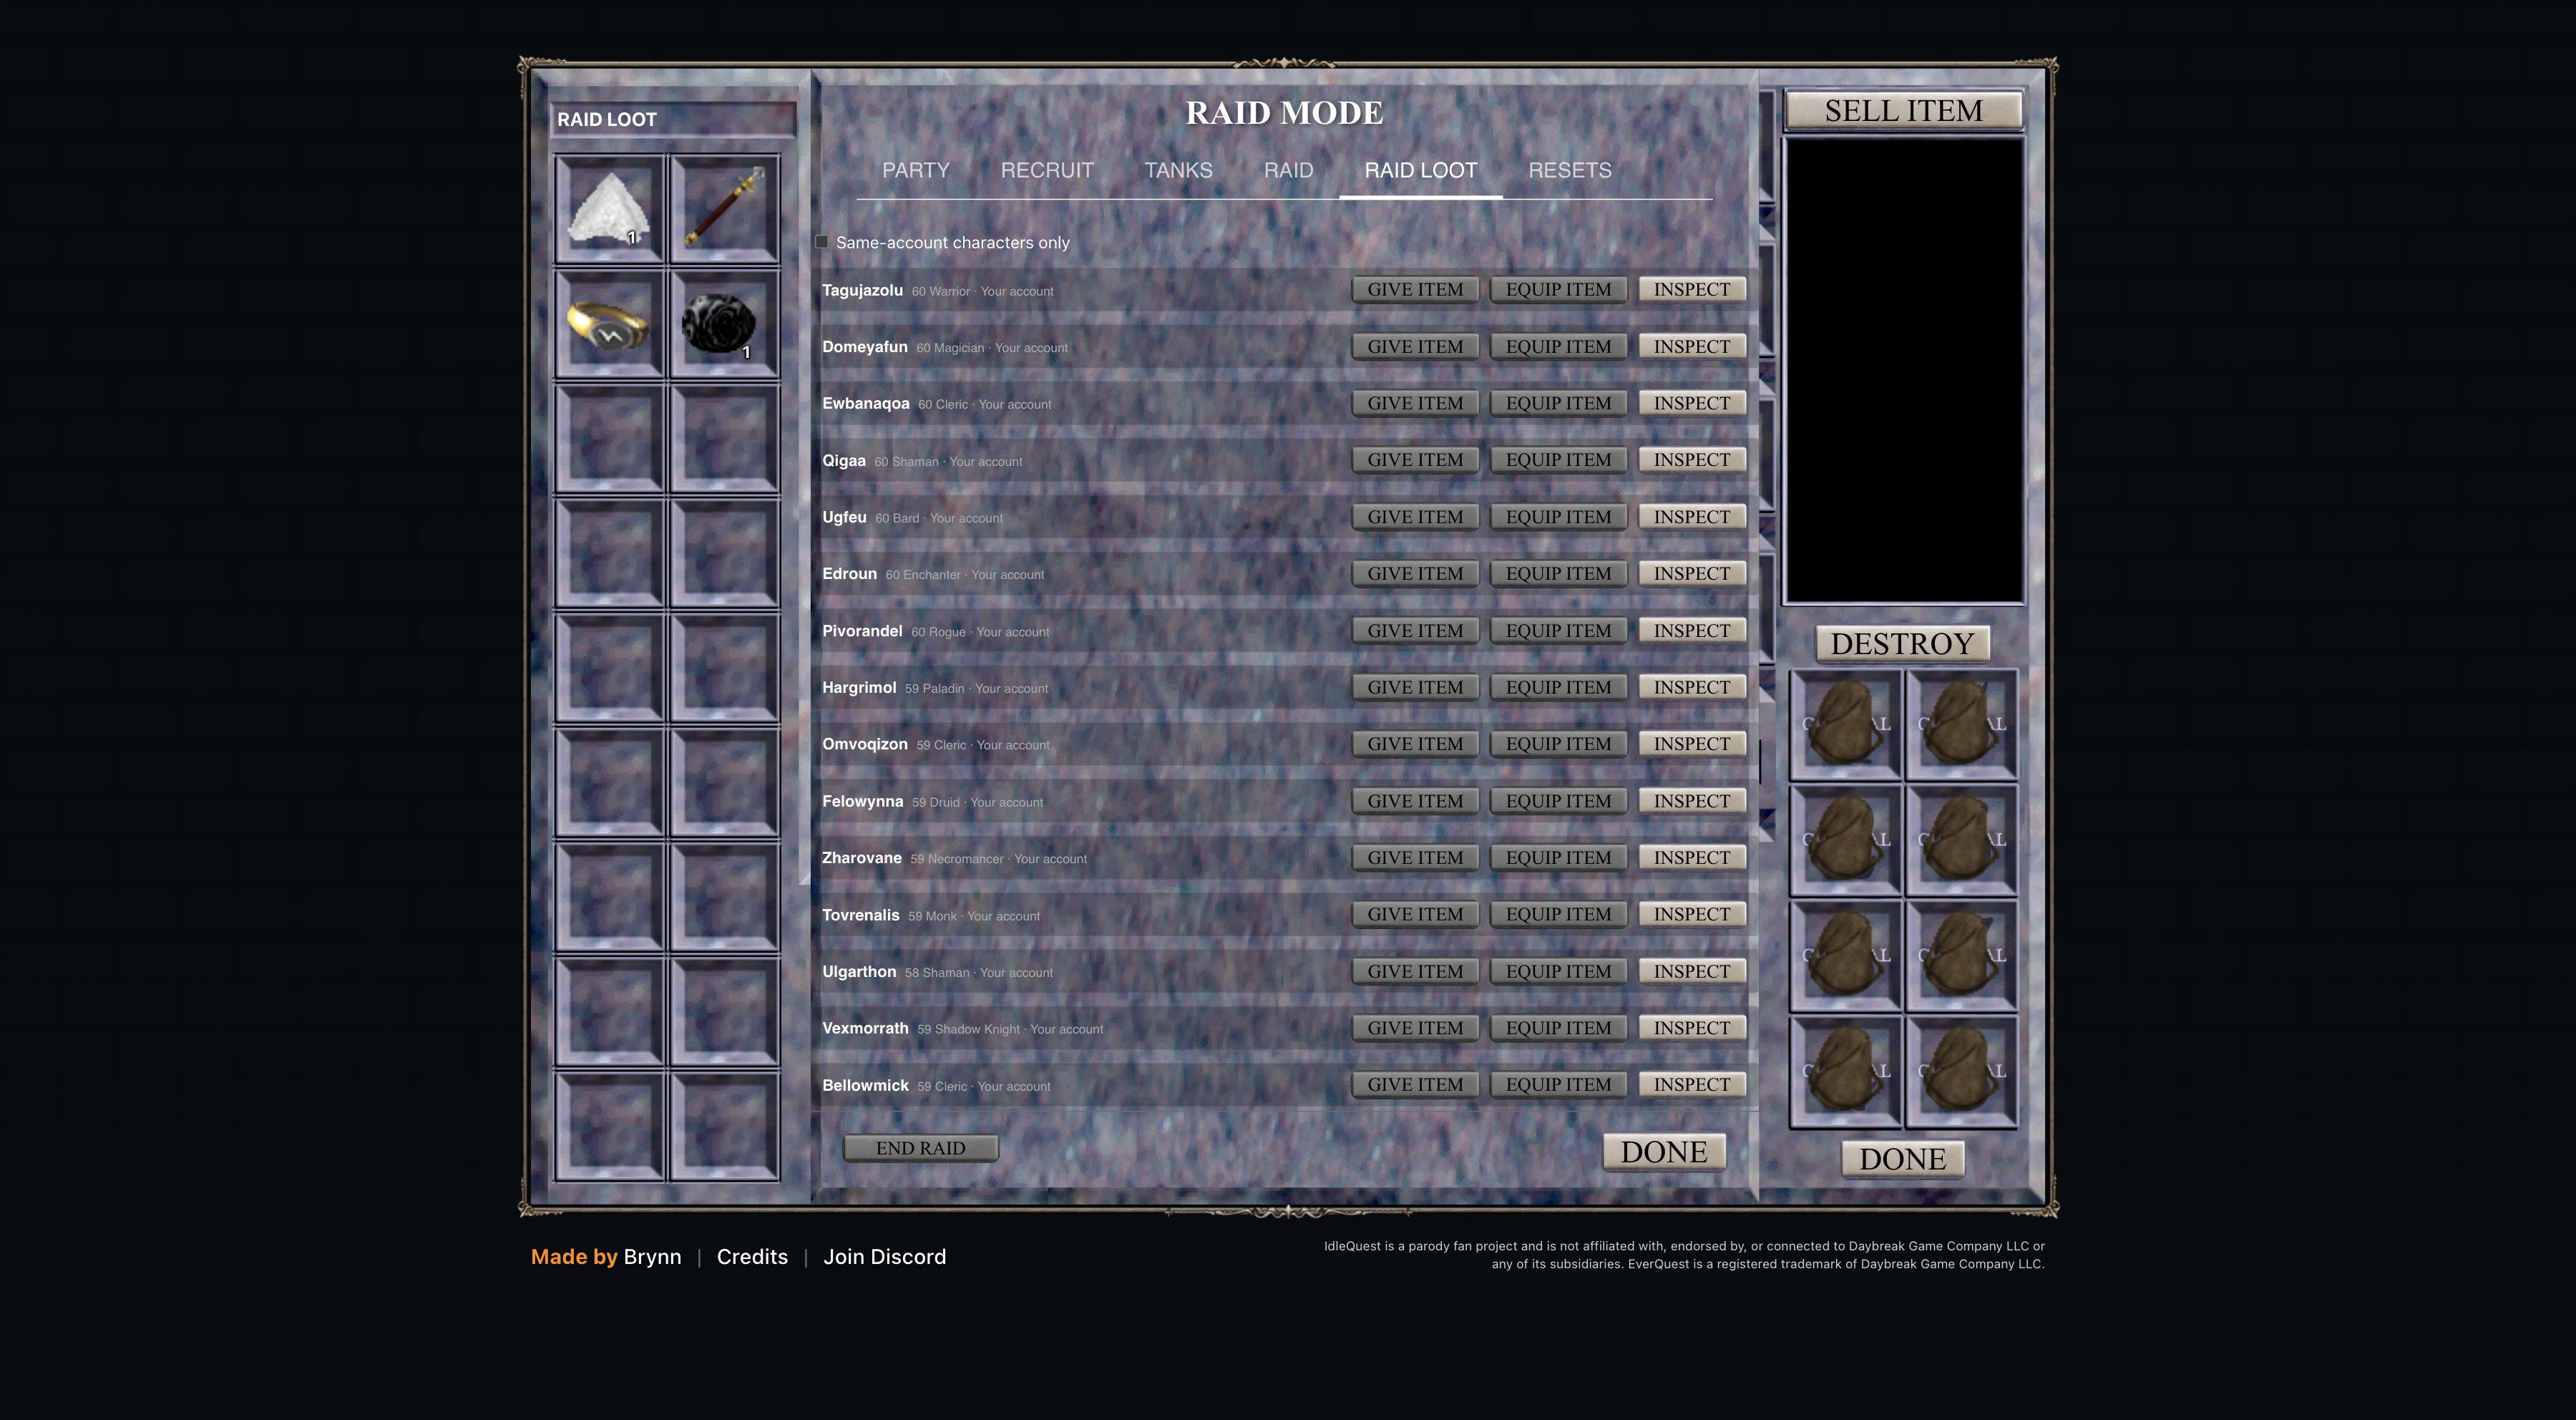 RAID LOOT
1
1
RAID MODE
PARTY RECRUIT TANKS RAID RAID LOOT RESETS
Same-account characters only
Tagujazolu 60 Warrior · Your account GIVE ITEM EQUIP ITEM INSPECT
Domeyafun 60 Magician · Your account GIVE ITEM EQUIP ITEM INSPECT
Ewbanaqoa 60 Cleric · Your account GIVE ITEM EQUIP ITEM INSPECT
Qigaa 60 Shaman · Your account GIVE ITEM EQUIP ITEM INSPECT
Ugfeu 60 Bard · Your account GIVE ITEM EQUIP ITEM INSPECT
Edroun 60 Enchanter · Your account GIVE ITEM EQUIP ITEM INSPECT
Pivorandel 60 Rogue · Your account GIVE ITEM EQUIP ITEM INSPECT
Hargrimol 59 Paladin · Your account GIVE ITEM EQUIP ITEM INSPECT
Omvoqizon 59 Cleric · Your account GIVE ITEM EQUIP ITEM INSPECT
Felowynna 59 Druid · Your account GIVE ITEM EQUIP ITEM INSPECT
Zharovane 59 Necromancer · Your account GIVE ITEM EQUIP ITEM INSPECT
Tovrenalis 59 Monk · Your account GIVE ITEM EQUIP ITEM INSPECT
Ulgarthon 58 Shaman · Your account GIVE ITEM EQUIP ITEM INSPECT
Vexmorrath 59 Shadow Knight · Your account GIVE ITEM EQUIP ITEM INSPECT
Bellowmick 59 Cleric · Your account GIVE ITEM EQUIP ITEM INSPECT
END RAID
DONE
SELL ITEM
DESTROY
DONE
Made by Brynn | Credits | Join Discord
IdleQuest is a parody fan project and is not affiliated with, endorsed by, or connected to Daybreak Game Company LLC or
any of its subsidiaries. EverQuest is a registered trademark of Daybreak Game Company LLC.